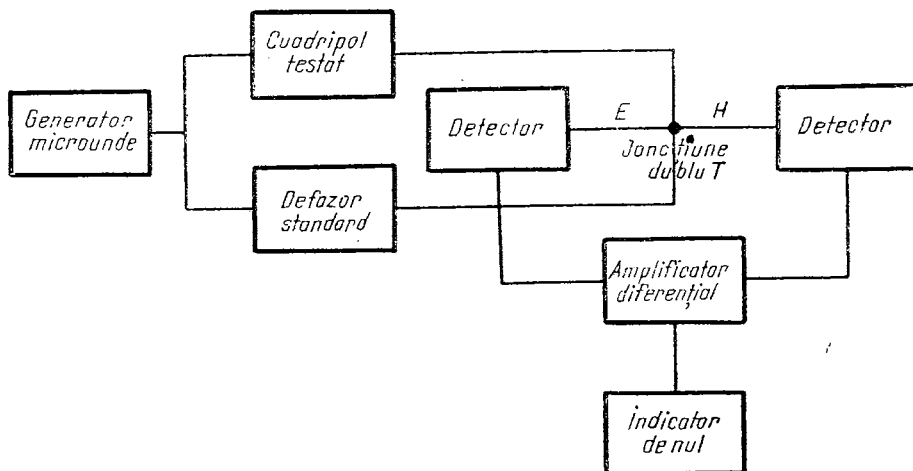 Cuadripol
testat
Generator
microunde
Detector
E
H
Detector
Joncțiune
dublu T
Defazor
standard
Amplificator
diferențial
Indicator
de nul